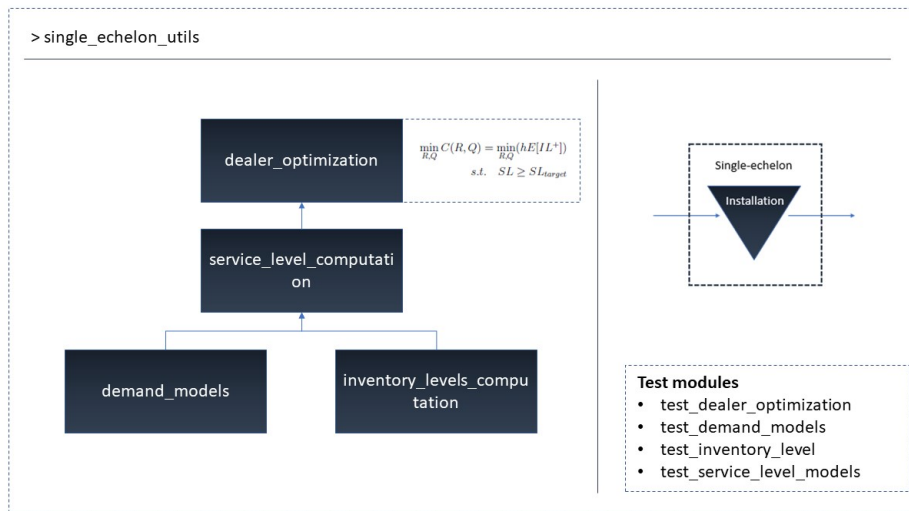 > single_echelon_utils
dealer_optimization
min C(R, Q) = min(hE[IL⁺])
R,Q R,Q
s.t. SL ≥ SL_target
service_level_computati
on
demand_models
inventory_levels_compu
tation
Single-echelon
Installation
Test modules
• test_dealer_optimization
• test_demand_models
• test_inventory_level
• test_service_level_models